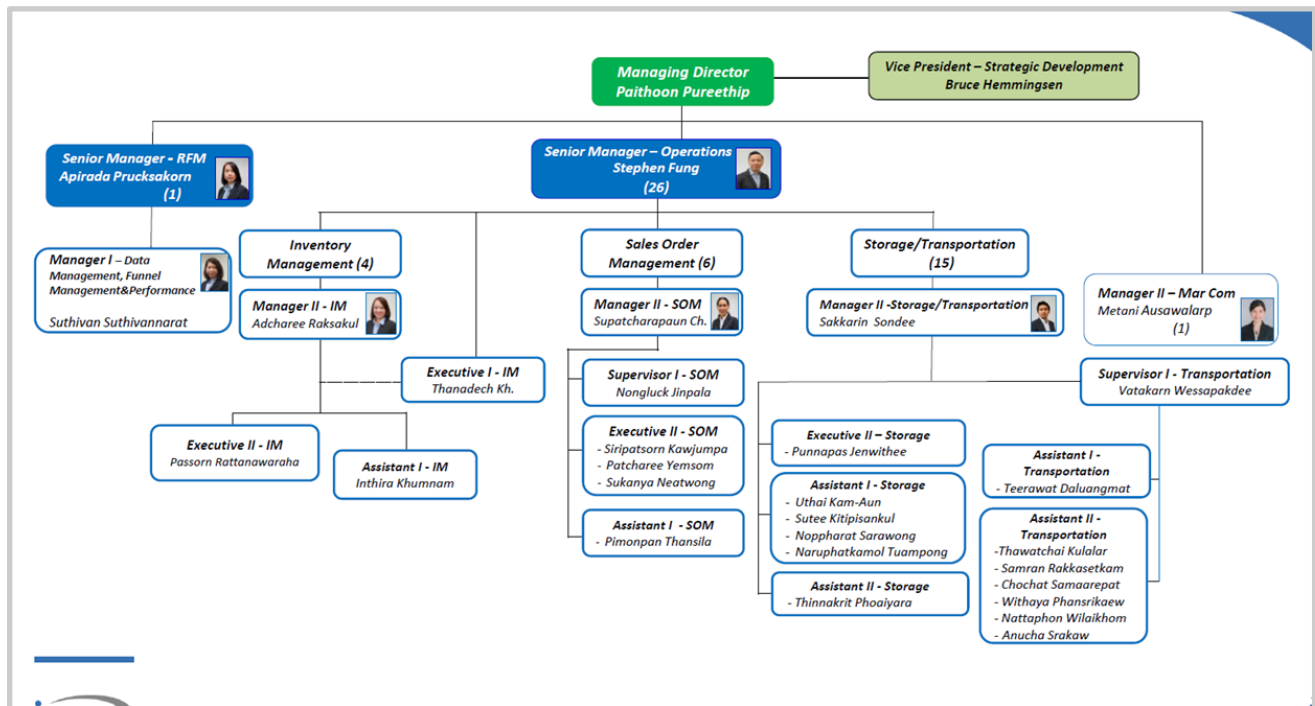 Managing Director
Paithoon Pureethip
Vice President – Strategic Development
Bruce Hemmingsen
Senior Manager - RFM
Apirada Prucksakorn
(1)
Senior Manager – Operations
Stephen Fung
(26)
Manager I – Data
Management, Funnel
Management&Performance
Suthivan Suthivannarat
Inventory
Management (4)
Manager II - IM
Adcharee Raksakul
Executive I - IM
Thanadech Kh.
Executive II - IM
Passorn Rattanawaraha
Assistant I - IM
Inthira Khumnam
Sales Order
Management (6)
Manager II - SOM
Supatcharapaun Ch.
Supervisor I - SOM
Nongluck Jinpala
Executive II - SOM
- Siripatsorn Kawjumpa
- Patcharee Yemsom
- Sukanya Neatwong
Assistant I - SOM
- Pimonpan Thansila
Storage/Transportation
(15)
Manager II -Storage/Transportation
Sakkarin Sondee
Executive II – Storage
- Punnapas Jenwithee
Assistant I - Storage
- Uthai Kam-Aun
- Sutee Kitipisankul
- Noppharat Sarawong
- Naruphatkamol Tuampong
Assistant II - Storage
- Thinnakrit Phoaiyara
Manager II – Mar Com
Metani Ausawalarp
(1)
Supervisor I - Transportation
Vatakarn Wessapakdee
Assistant I -
Transportation
- Teerawat Daluangmat
Assistant II -
Transportation
-Thawatchai Kulalar
- Samran Rakkasetkam
- Chochat Samaarepat
- Withaya Phansrikaew
- Nattaphon Wilaikhom
- Anucha Srakaw